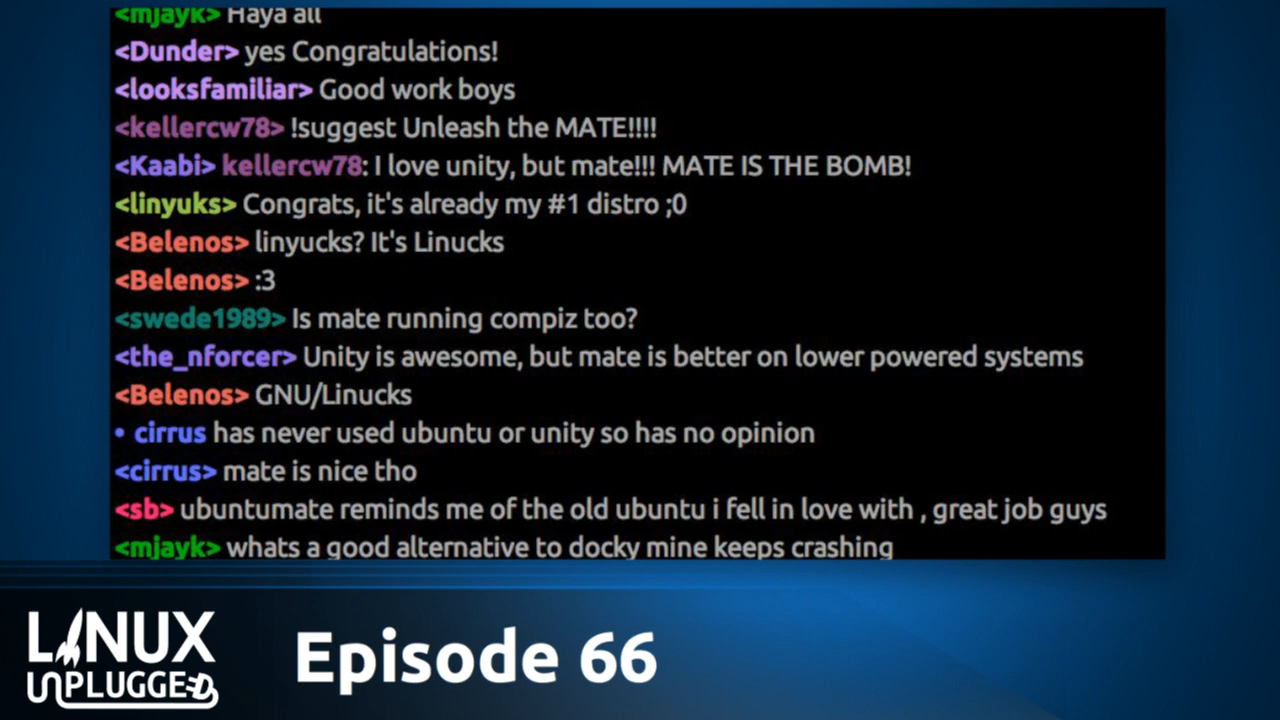 <mjayk> Haya all
<Dunder> yes Congratulations!
<looksfamiliar> Good work boys
<kellercw78> !suggest Unleash the MATE!!!!
<Kaabi> kellercw78: I love unity, but mate!!! MATE IS THE BOMB!
<linyuks> Congrats, it's already my #1 distro ;0
<Belenos> linyucks? It's Linucks
<Belenos> :3
<swede1989> Is mate running compiz too?
<the_nforcer> Unity is awesome, but mate is better on lower powered systems
<Belenos> GNU/Linucks
• cirrus has never used ubuntu or unity so has no opinion
<cirrus> mate is nice tho
<sb> ubuntumate reminds me of the old ubuntu i fell in love with , great job guys
<mjayk> whats a good alternative to docky mine keeps crashing
LINUX
UNPLUGGED
Episode 66